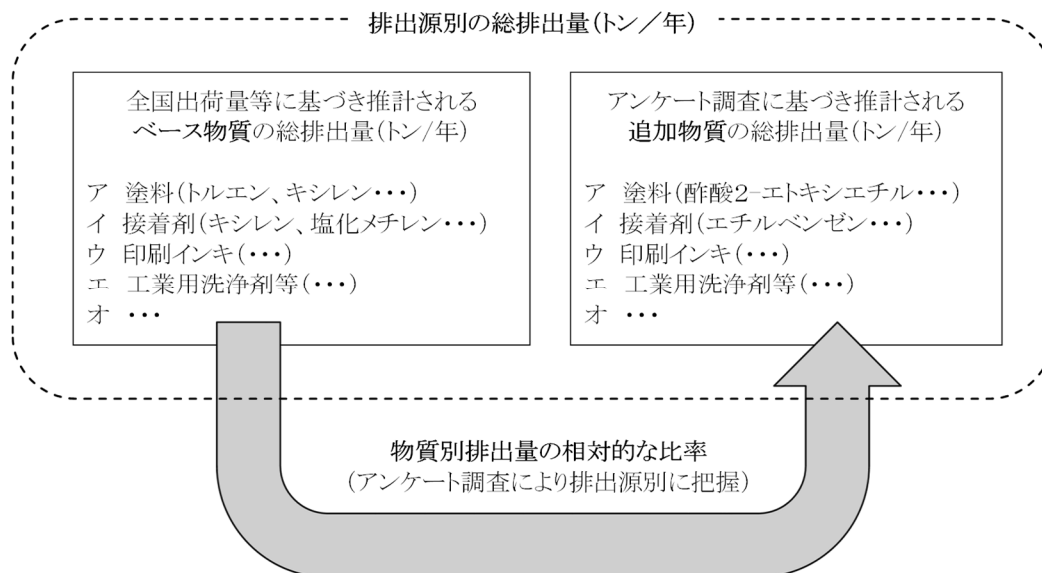 排出源別の総排出量(トン／年)
全国出荷量等に基づき推計される
ベース物質の総排出量(トン/年)
ア 塗料(トルエン、キシレン・・・)
イ 接着剤(キシレン、塩化メチレン・・・)
ウ 印刷インキ(・・・)
エ 工業用洗浄剤等(・・・)
オ ・・・
アンケート調査に基づき推計される
追加物質の総排出量(トン/年)
ア 塗料(酢酸2-エトキシエチル・・・)
イ 接着剤(エチルベンゼン・・・)
ウ 印刷インキ(・・・)
エ 工業用洗浄剤等(・・・)
オ ・・・
物質別排出量の相対的な比率
(アンケート調査により排出源別に把握)